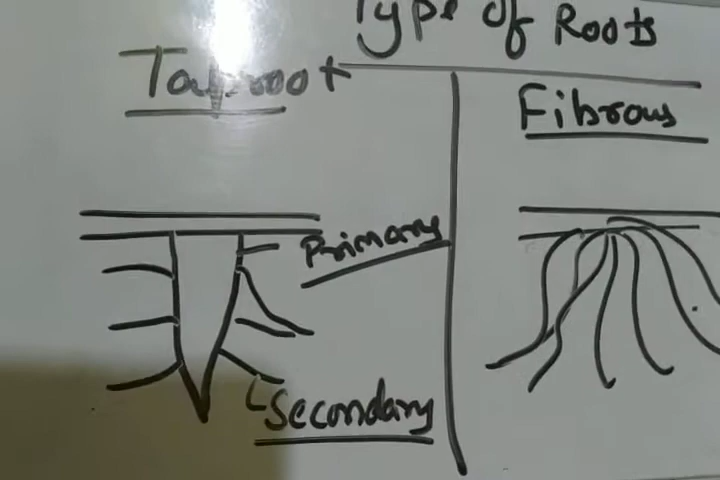 Type of Roots
Taproot
Fibrous
Primary
Secondary